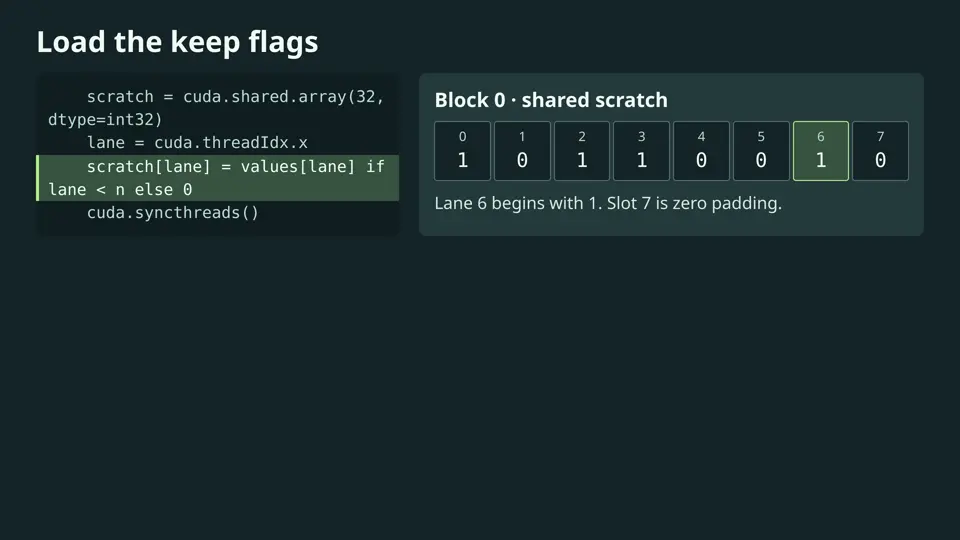 Load the keep flags
scratch = cuda.shared.array(32,
dtype=int32)
lane = cuda.threadIdx.x
scratch[lane] = values[lane] if
lane < n else 0
cuda.syncthreads()
Block 0 · shared scratch
0 1 2 3 4 5 6 7
1 0 1 1 0 0 1 0
Lane 6 begins with 1. Slot 7 is zero padding.